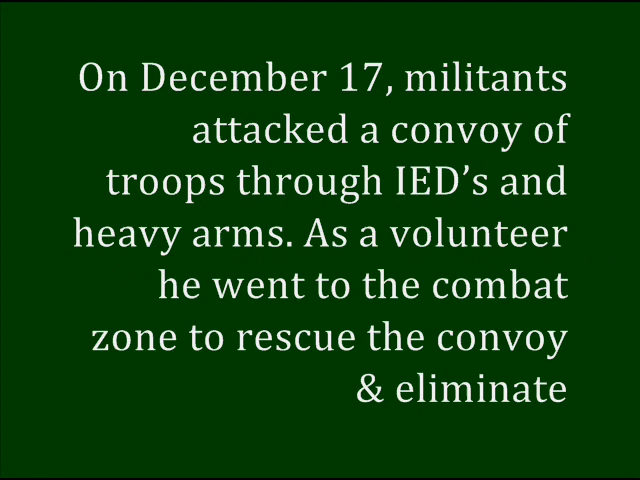 On December 17, militants
attacked a convoy of
troops through IED’s and
heavy arms. As a volunteer
he went to the combat
zone to rescue the convoy
& eliminate